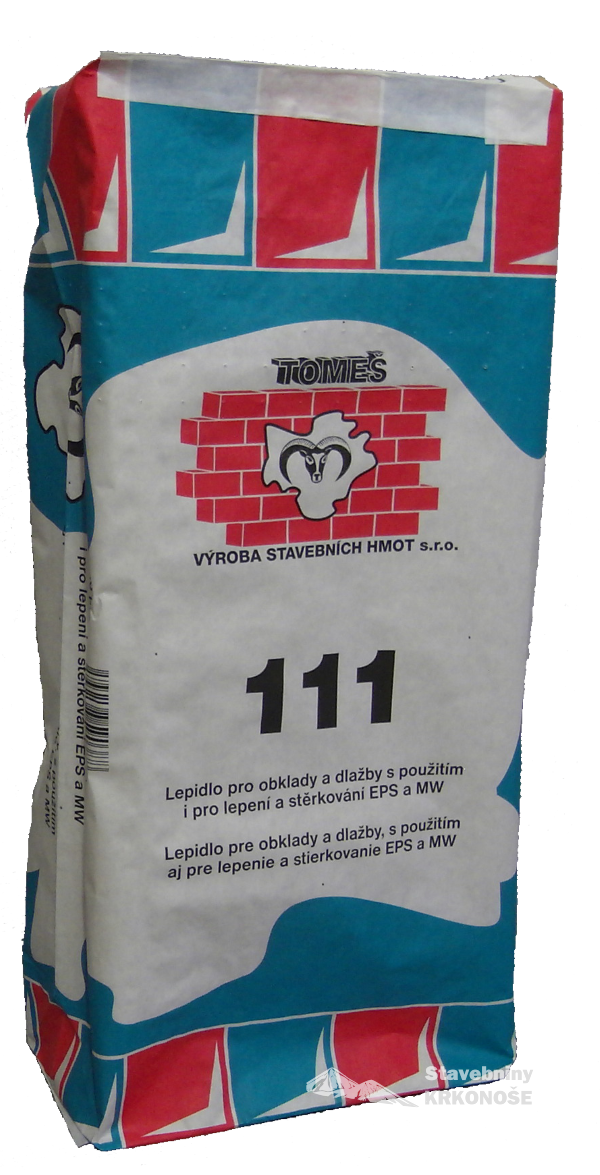 TOMEŠ
VÝROBA STAVEBNÍCH HMOT s.r.o.
111
Lepidlo pro obklady a dlažby s použitím
i pro lepení a stěrkování EPS a MW
Lepidlo pre obklady a dlažby, s použitím
aj pre lepenie a stierkovanie EPS a MW
i pro lepení a stěrkování EPS a MW
Stavebniny
KRKONOŠE